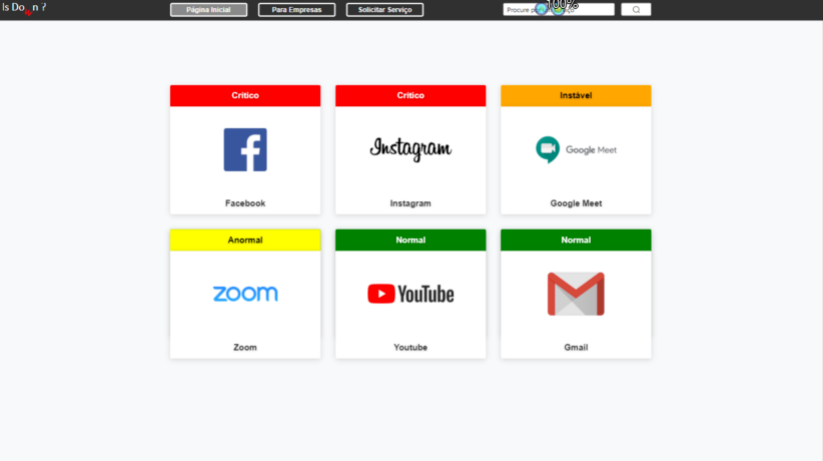 Is Down ?
Página Inicial
Para Empresas
Solicitar Serviço
Procure
100%
Crítico
Crítico
Instável
Facebook
Instagram
Instagram
Google Meet
Google Meet
Anormal
Normal
Normal
zoom
YouTube
Zoom
Youtube
Gmail